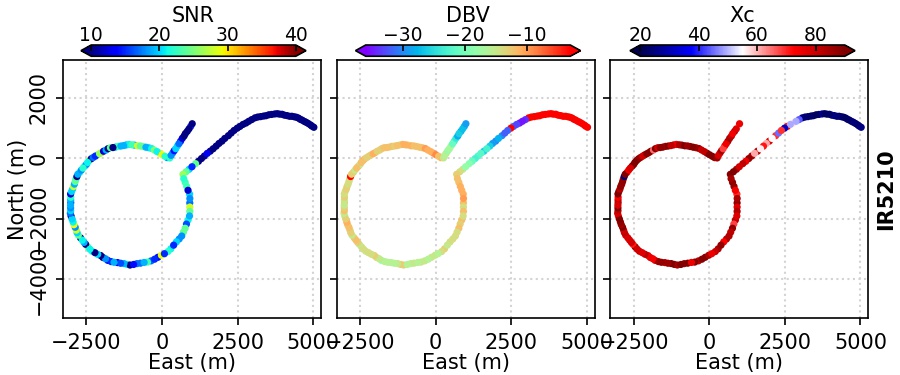 SNR DBV Xc
10 20 30 40 −30 −20 −10 20 40 60 80
2000
0
−2000
−4000
North (m)
IR5210
−2500 0 2500 5000 −2500 0 2500 5000 −2500 0 2500 5000
East (m) East (m) East (m)